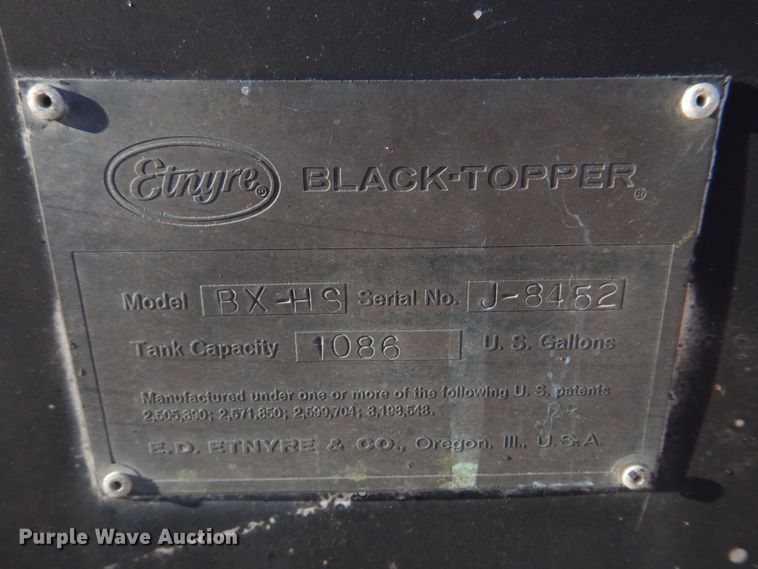 Etnyre® BLACK-TOPPER®
Model BX-HS Serial No. J-8452
Tank Capacity 1086 U. S. Gallons
Manufactured under one or more of the following U. S. patents
2,505,390; 2,571,850; 2,599,704; 3,198,548.
E.D. ETNYRE & CO., Oregon, Ill., U.S.A.
Purple Wave Auction